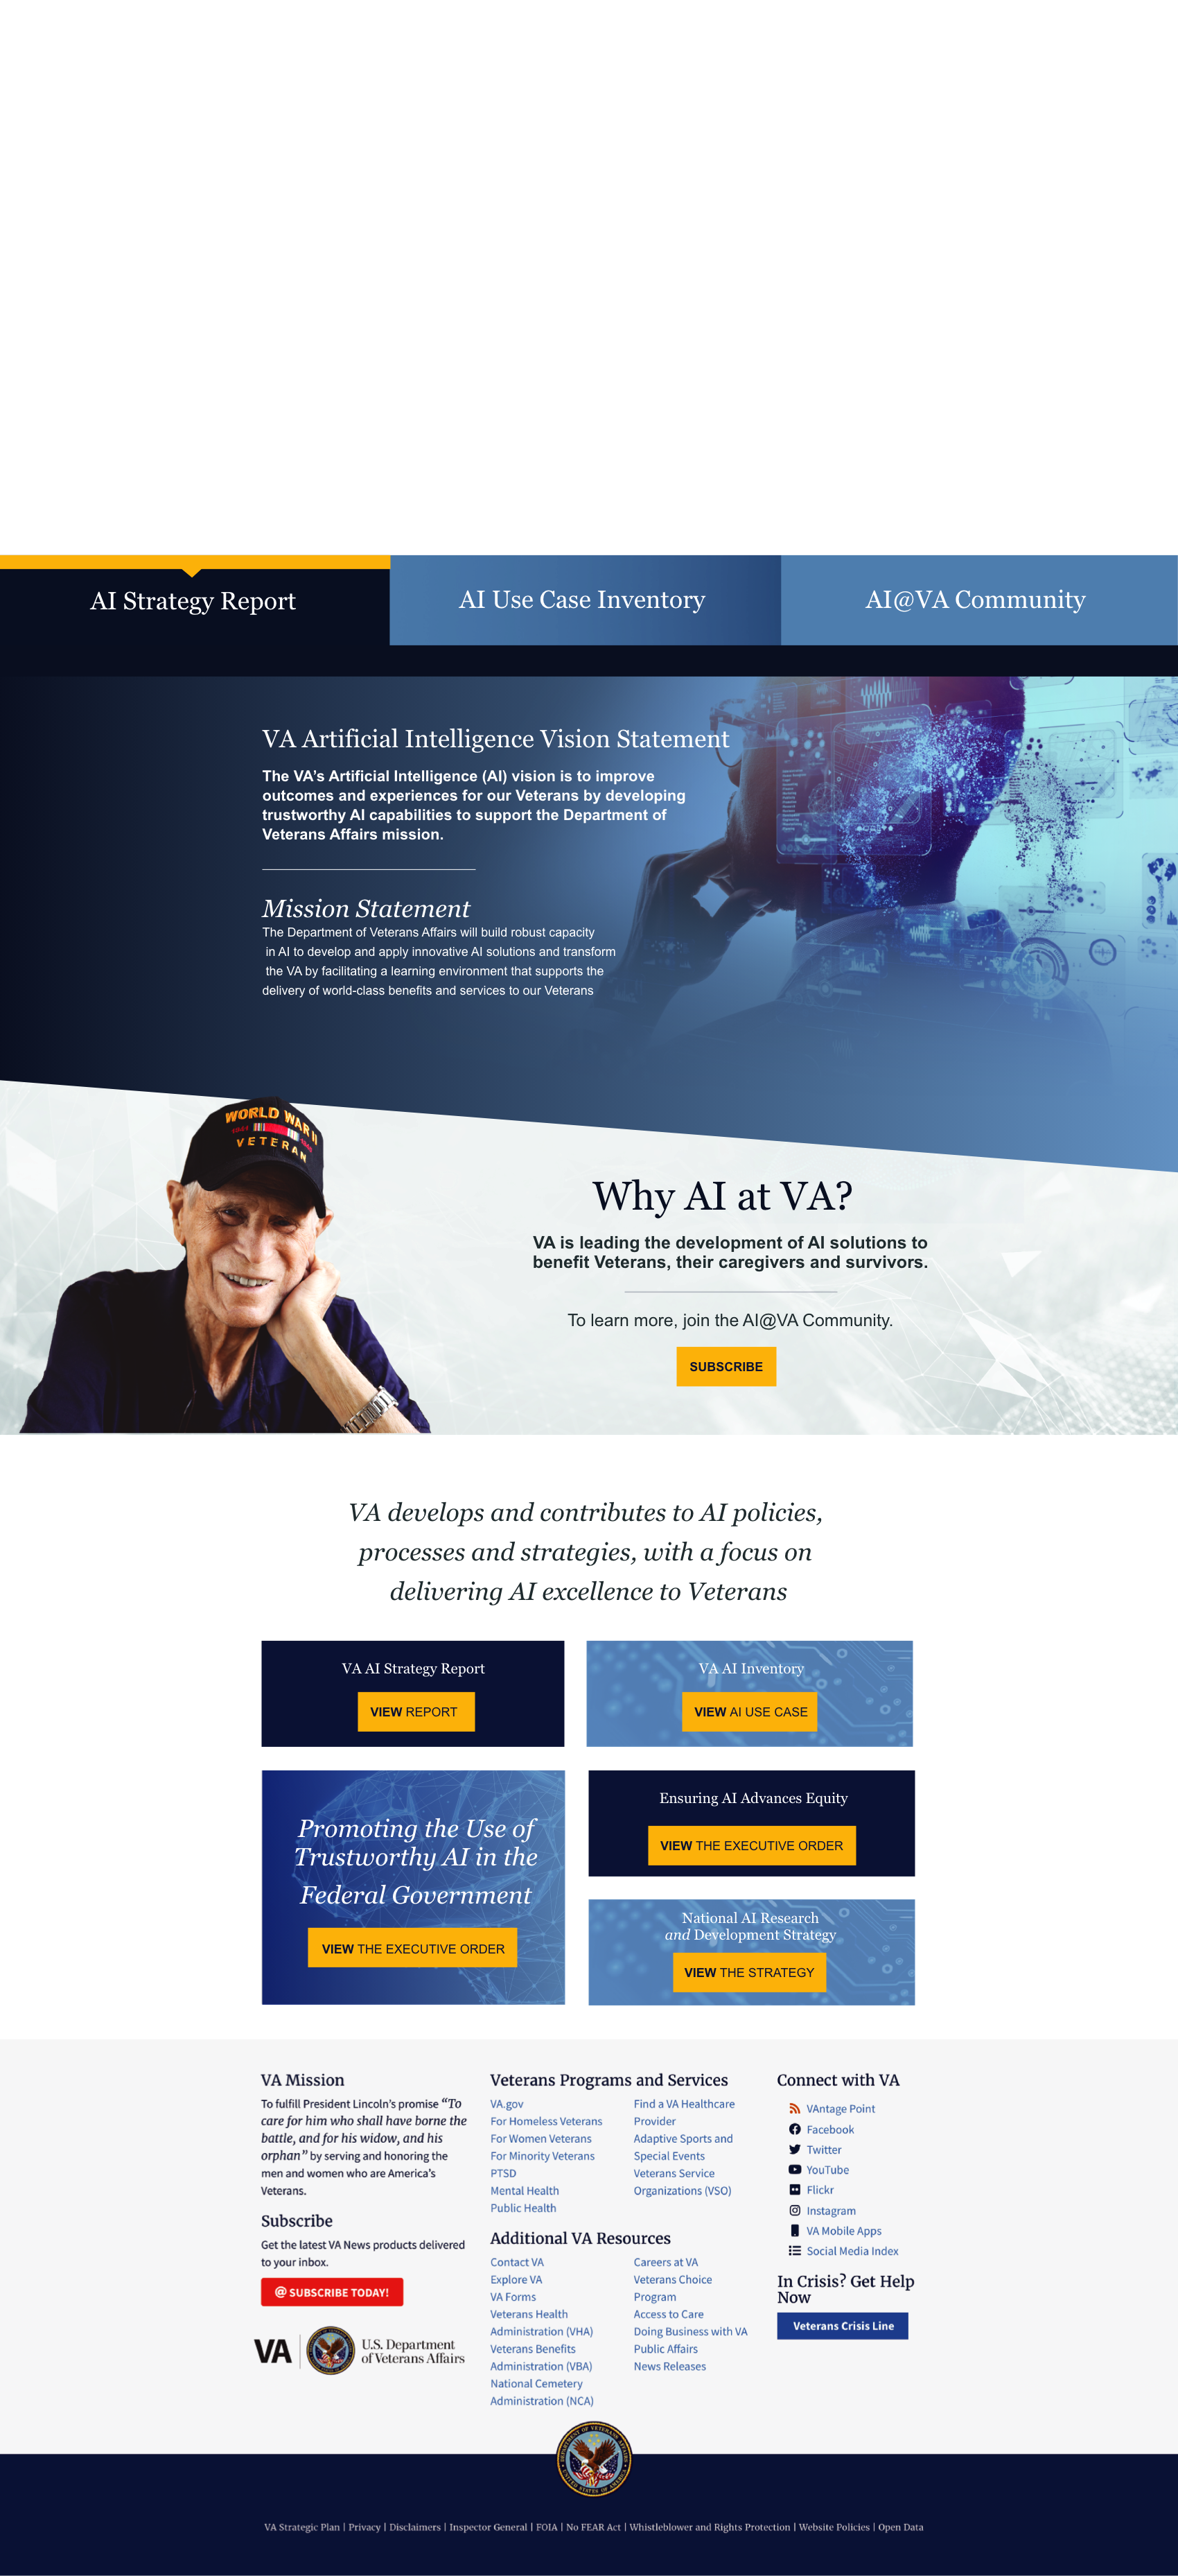 AI Strategy Report
AI Use Case Inventory
AI@VA Community
VA Artificial Intelligence Vision Statement
The VA's Artificial Intelligence (AI) vision is to improve
outcomes and experiences for our Veterans by developing
trustworthy AI capabilities to support the Department of
Veterans Affairs mission.
Mission Statement
The Department of Veterans Affairs will build robust capacity
in AI to develop and apply innovative AI solutions and transform
the VA by facilitating a learning environment that supports the
delivery of world-class benefits and services to our Veterans
WORLD WAR II
VETERAN
Why AI at VA?
VA is leading the development of AI solutions to
benefit Veterans, their caregivers and survivors.
To learn more, join the AI@VA Community.
SUBSCRIBE
VA develops and contributes to AI policies,
processes and strategies, with a focus on
delivering AI excellence to Veterans
VA AI Strategy Report
VIEW REPORT
VA AI Inventory
VIEW AI USE CASE
Promoting the Use of
Trustworthy AI in the
Federal Government
VIEW THE EXECUTIVE ORDER
Ensuring AI Advances Equity
VIEW THE EXECUTIVE ORDER
National AI Research
and Development Strategy
VIEW THE STRATEGY
VA Mission
To fulfill President Lincoln's promise “To
care for him who shall have borne the
battle, and for his widow, and his
orphan” by serving and honoring the
men and women who are America's
Veterans.
Subscribe
Get the latest VA News products delivered
to your inbox.
@ SUBSCRIBE TODAY!
VA
U.S. Department
of Veterans Affairs
Veterans Programs and Services
VA.gov
For Homeless Veterans
For Women Veterans
For Minority Veterans
PTSD
Mental Health
Public Health
Find a VA Healthcare
Provider
Adaptive Sports and
Special Events
Veterans Service
Organizations (VSO)
Additional VA Resources
Contact VA
Explore VA
VA Forms
Veterans Health
Administration (VHA)
Veterans Benefits
Administration (VBA)
National Cemetery
Administration (NCA)
Careers at VA
Veterans Choice
Program
Access to Care
Doing Business with VA
Public Affairs
News Releases
Connect with VA
VAntage Point
Facebook
Twitter
YouTube
Flickr
Instagram
VA Mobile Apps
Social Media Index
In Crisis? Get Help
Now
Veterans Crisis Line
DEPARTMENT OF VETERANS AFFAIRS
UNITED STATES OF AMERICA
VA Strategic Plan | Privacy | Disclaimers | Inspector General | FOIA | No FEAR Act | Whistleblower and Rights Protection | Website Policies | Open Data